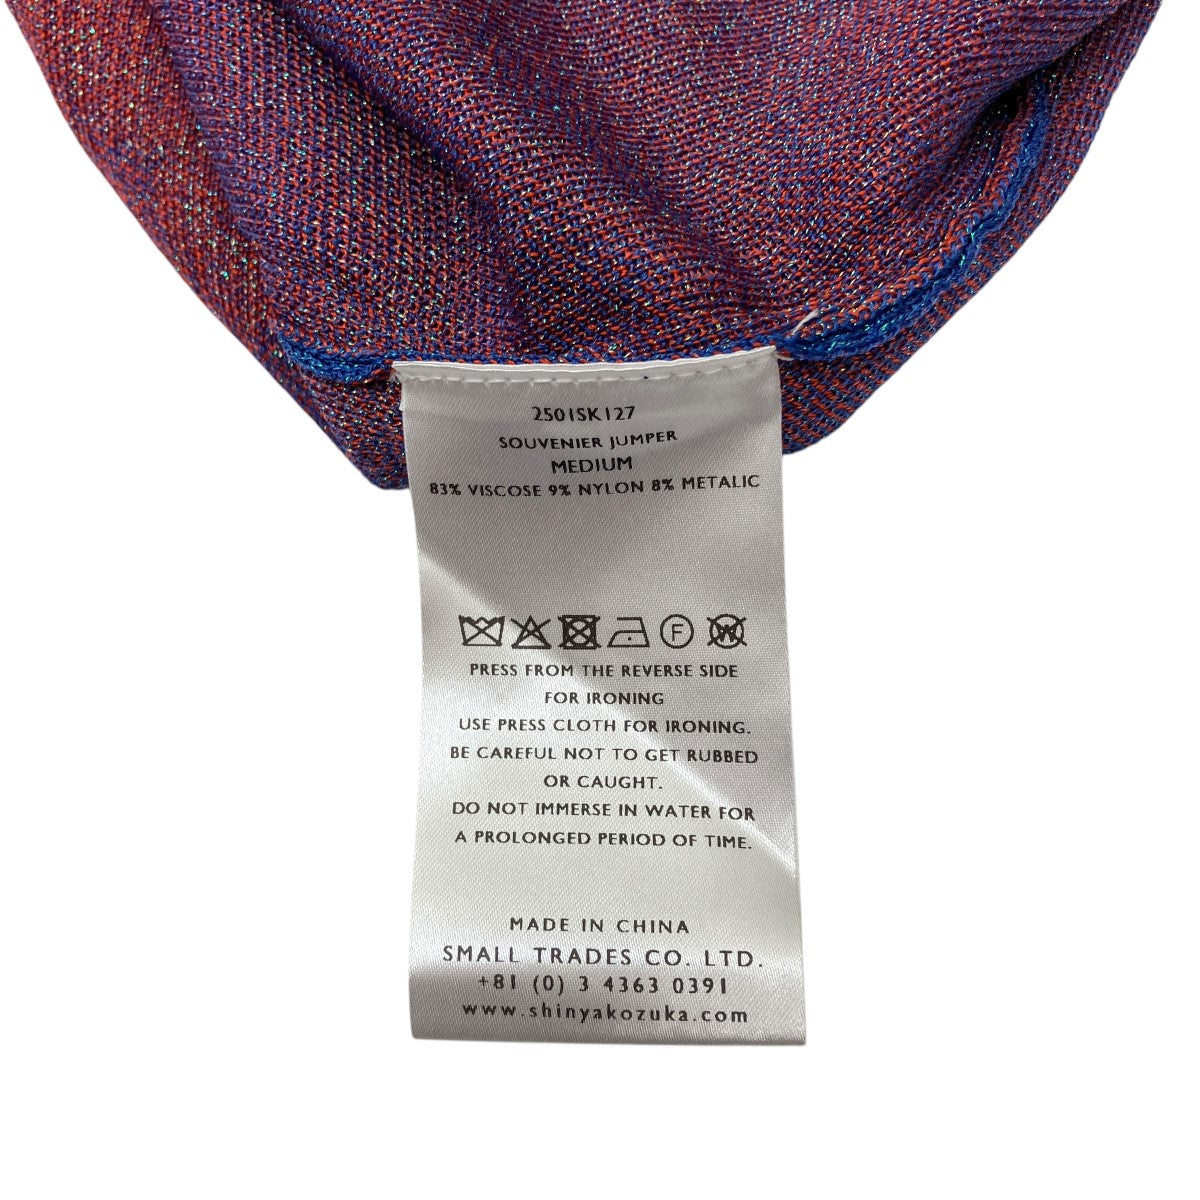 2501SK127
SOUVENIER JUMPER
MEDIUM
83% VISCOSE 9% NYLON 8% METALIC
F W
PRESS FROM THE REVERSE SIDE
FOR IRONING
USE PRESS CLOTH FOR IRONING.
BE CAREFUL NOT TO GET RUBBED
OR CAUGHT.
DO NOT IMMERSE IN WATER FOR
A PROLONGED PERIOD OF TIME.
MADE IN CHINA
SMALL TRADES CO. LTD.
+81 (0) 3 4363 0391
www.shinyakozuka.com